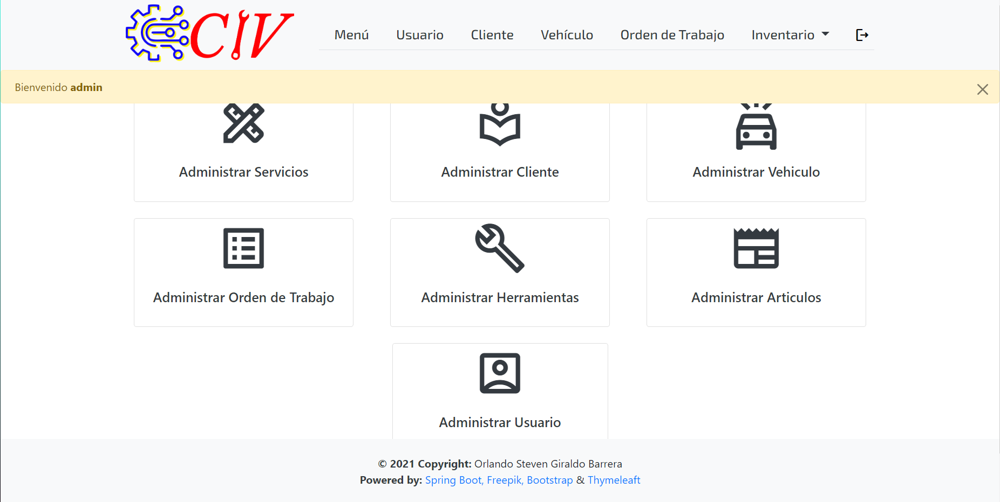 CIV
Menú Usuario Cliente Vehículo Orden de Trabajo Inventario
Bienvenido admin
Administrar Servicios Administrar Cliente Administrar Vehiculo
Administrar Orden de Trabajo Administrar Herramientas Administrar Articulos
Administrar Usuario
© 2021 Copyright: Orlando Steven Giraldo Barrera
Powered by: Spring Boot, Freepik, Bootstrap & Thymeleaft